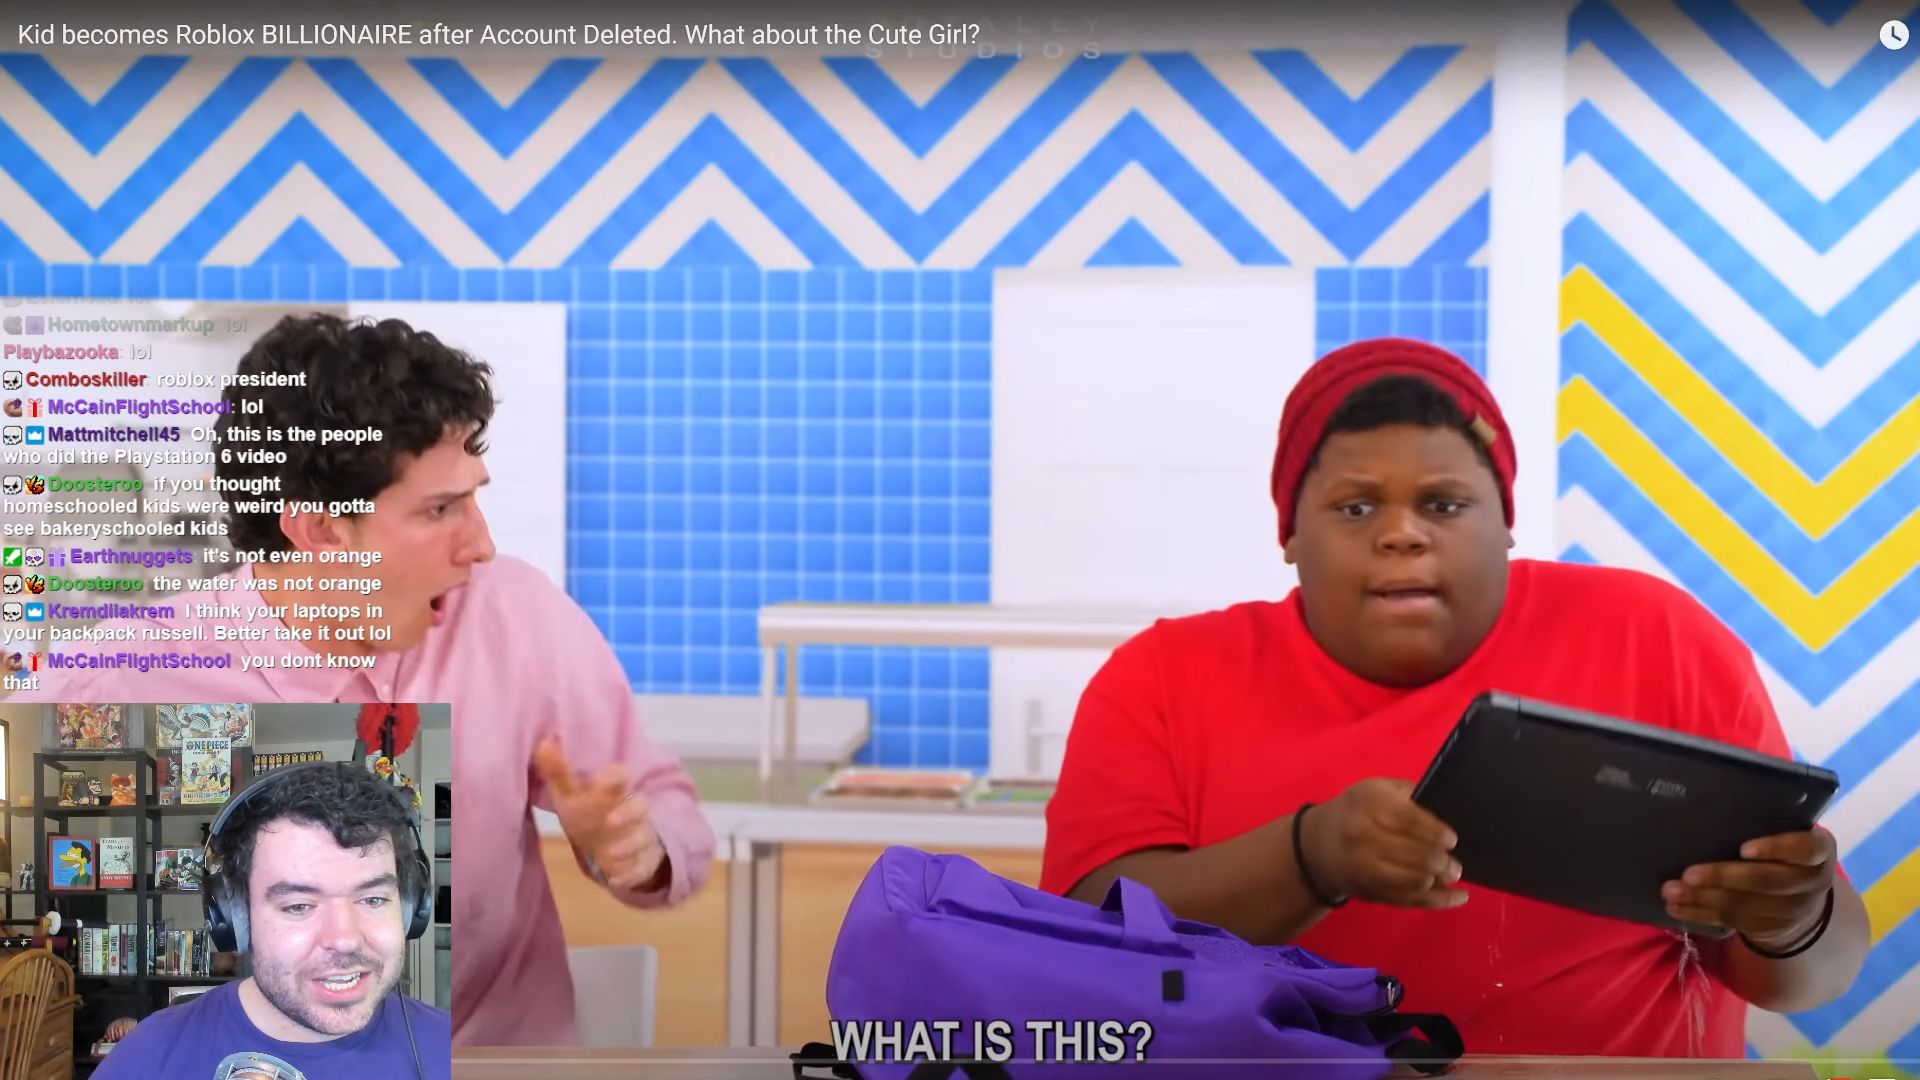 Kid becomes Roblox BILLIONAIRE after Account Deleted. What about the Cute Girl?
STUDIOS
Hometownmarkup: lol
Playbazooka: lol
Comboskiller: roblox president
McCainFlightSchool: lol
Mattmitchell45: Oh, this is the people
who did the Playstation 6 video
Doosteroo: if you thought
homeschooled kids were weird you gotta
see bakeryschooled kids
Earthnuggets: it's not even orange
Doosteroo: the water was not orange
Kremdilakrem: I think your laptops in
your backpack russell. Better take it out lol
McCainFlightSchool: you dont know
that
ONE PIECE
WHAT IS THIS?